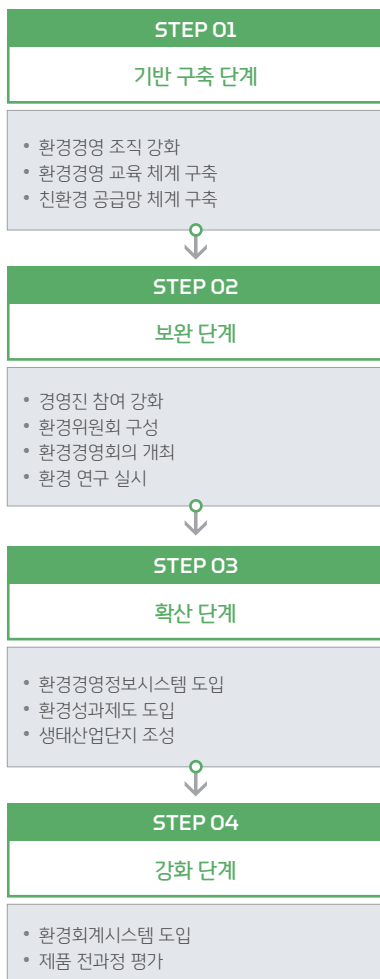 STEP 01
기반 구축 단계
• 환경경영 조직 강화
• 환경경영 교육 체계 구축
• 친환경 공급망 체계 구축
STEP 02
보완 단계
• 경영진 참여 강화
• 환경위원회 구성
• 환경경영회의 개최
• 환경 연구 실시
STEP 03
확산 단계
• 환경경영정보시스템 도입
• 환경성과제도 도입
• 생태산업단지 조성
STEP 04
강화 단계
• 환경회계시스템 도입
• 제품 전과정 평가